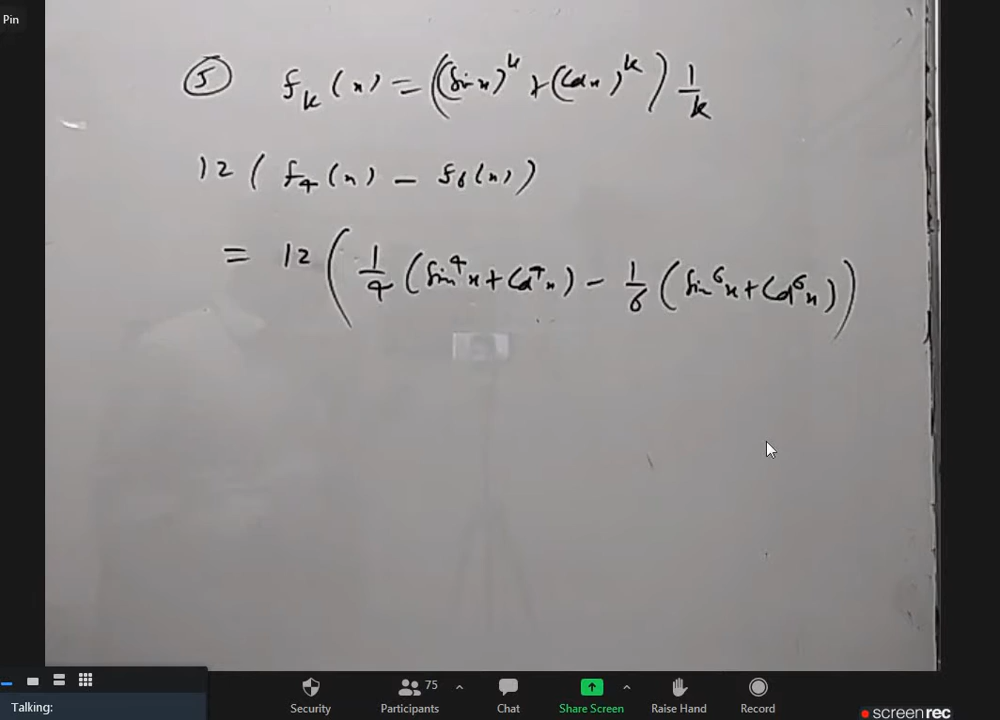 Pin
⑤ f_k (x) = ((Sin x)^k + (Cos x)^k) 1/k
12 ( f_4 (x) − f_6 (x) )
= 12 ( 1/4 (Sin^4 x + Cos^4 x) − 1/6 (Sin^6 x + Cos^6 x) )
75
Security Participants Chat Share Screen Raise Hand Record
Talking:
screenrec